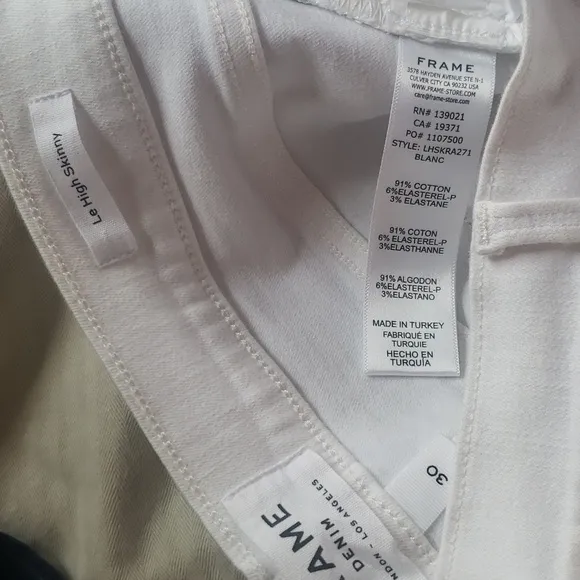 Le High Skinny
FRAME
3578 HAYDEN AVENUE STE N-1
CULVER CITY CA 90232 USA
WWW.FRAME-STORE.COM
care@frame-store.com
RN# 139021
CA# 19371
PO# 1107500
STYLE: LHSKRA271
BLANC
91% COTTON
6%ELASTEREL-P
3% ELASTANE
91% COTON
6% ELASTEREL-P
3%ELASTHANNE
91% ALGODON
6%ELASTEREL-P
3%ELASTANO
MADE IN TURKEY
FABRIQUÉ EN
TURQUIE
HECHO EN
TURQUÍA
30
RAME
DENIM
NDON - LOS ANGELES